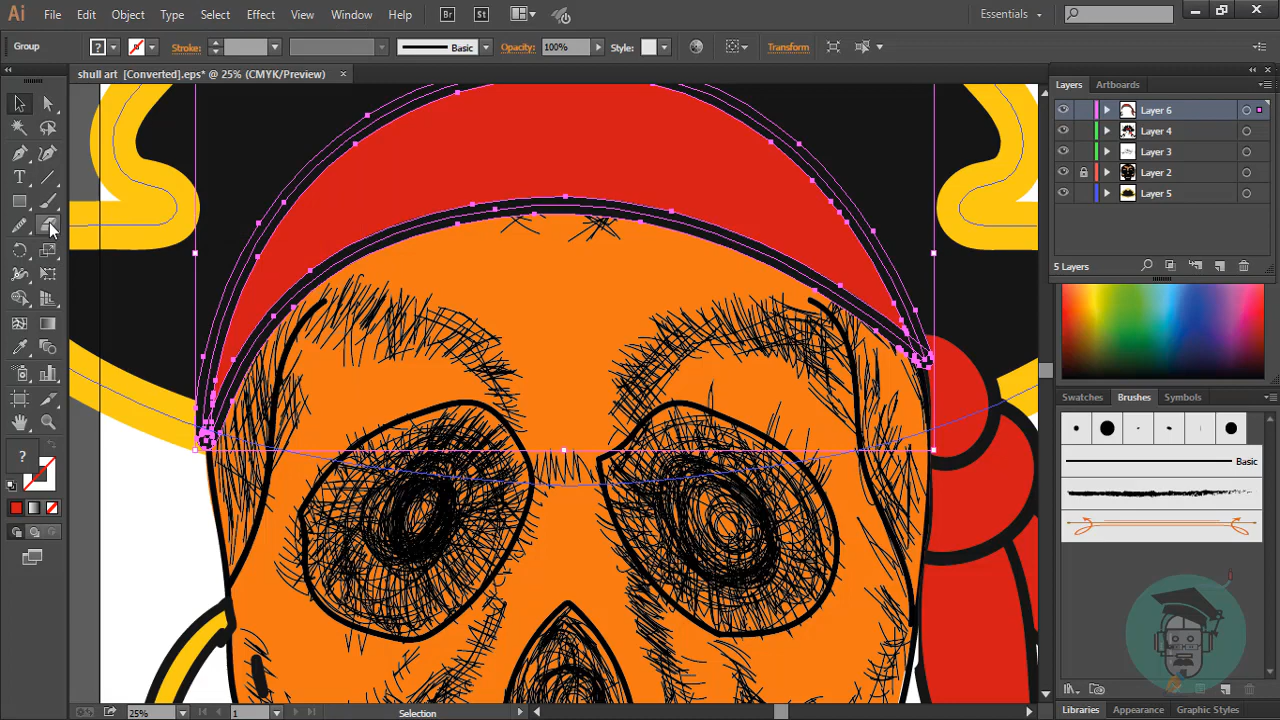 Ai File Edit Object Type Select Effect View Window Help Br St Essentials
Group ? Stroke: Basic Opacity: 100% Style: Transform
shull art [Converted].eps* @ 25% (CMYK/Preview)
Layers Artboards
Layer 6
Layer 4
Layer 3
Layer 2
Layer 5
5 Layers
Swatches Brushes Symbols
Basic
T
?
25% 1 Selection
Libraries Appearance Graphic Styles